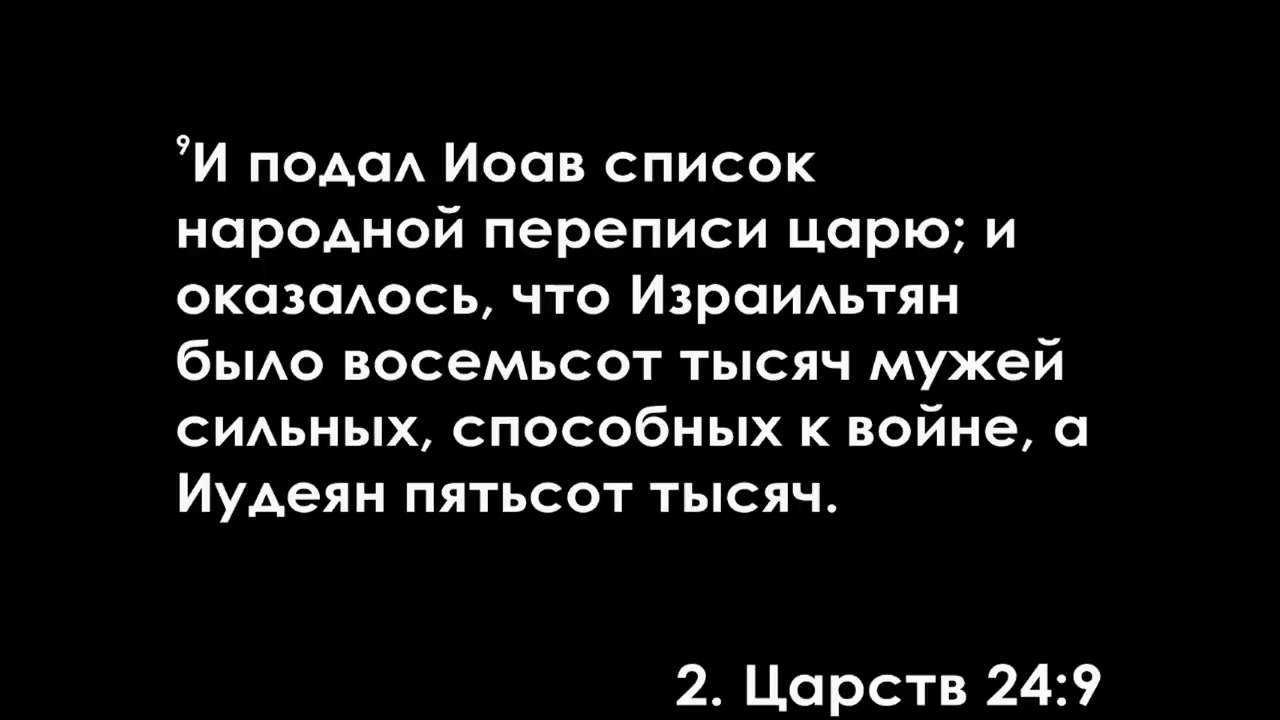 ⁹И подал Иоав список
народной переписи царю; и
оказалось, что Израильтян
было восемьсот тысяч мужей
сильных, способных к войне, а
Иудеян пятьсот тысяч.
2. Царств 24:9